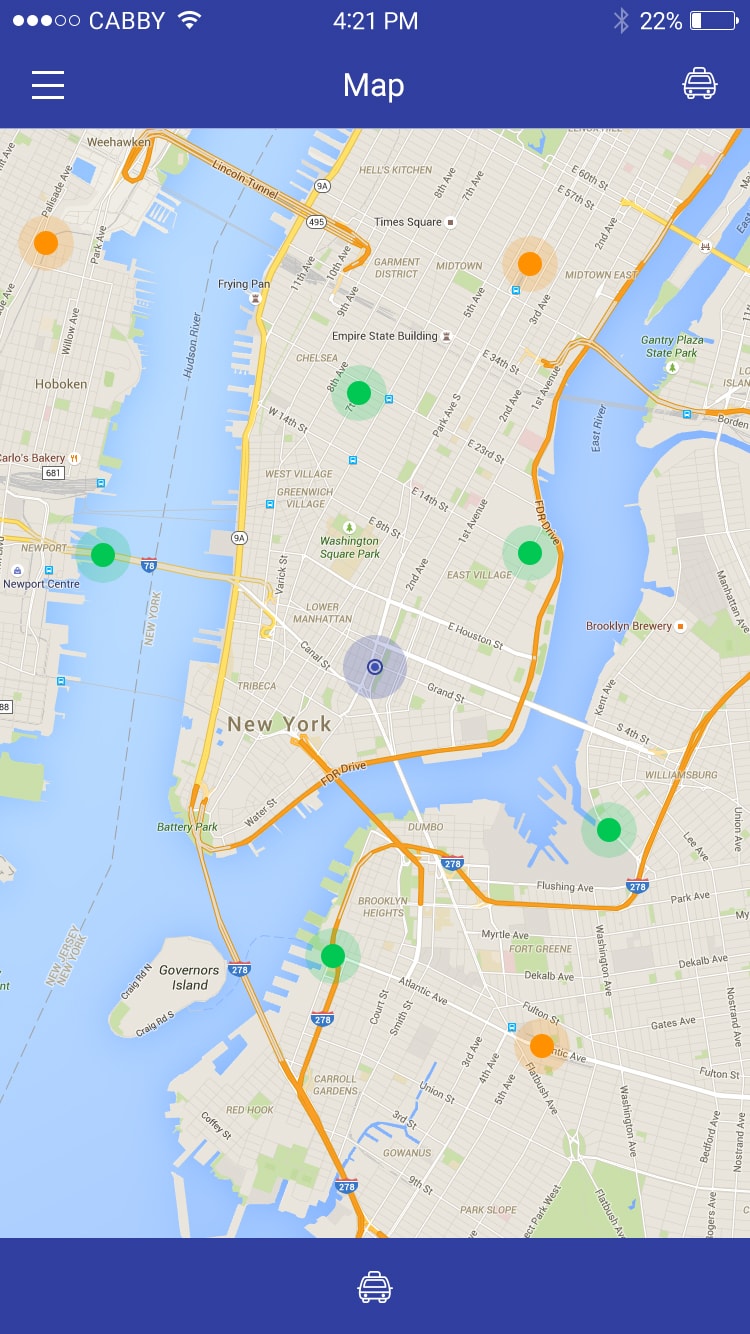 CABBY 4:21 PM 22%
Map
Weehawken
LENOX HILL
Lincoln Tunnel
HELL'S KITCHEN
8th Ave
7th Ave
E 60th St
E 57th St
Palisade Ave
9A
495
Times Square
2nd Ave
Park Ave
11th Ave
10th Ave
9th Ave
GARMENT
DISTRICT
MIDTOWN
MIDTOWN EAST
Frying Pan
5th Ave
3rd Ave
Willow Ave
Hudson River
Empire State Building
Gantry Plaza
State Park
CHELSEA
E 34th St
8th Ave
1st Avenue
Hoboken
W 14th St
Park Ave S
2nd Ave
East River
Borden
E 23rd St
Carlo's Bakery
681
WEST VILLAGE
GREENWICH
VILLAGE
E 14th St
1st Avenue
FDR Drive
E 8th St
Washington
Square Park
9A
NEWPORT
78
Newport Centre
Varick St
2nd Ave
EAST VILLAGE
Manhattan Ave
NEW YORK
LOWER
MANHATTAN
E Houston St
Brooklyn Brewery
Canal St
TRIBECA
Grand St
Kent Ave
88
New York
S 4th St
FDR Drive
WILLIAMSBURG
Water St
Battery Park
DUMBO
Union Ave
Lee Ave
278
278
Flushing Ave
Park Ave
BROOKLYN
HEIGHTS
NEW JERSEY
NEW YORK
Myrtle Ave
Washington Ave
FORT GREENE
Dekalb Ave
Dekalb Ave
Governors
Island
278
Craig Rd N
Craig Rd S
Atlantic Ave
Court St
Smith St
278
Fulton St
Gates Ave
3rd Ave
4th Ave
5th Ave
Flatbush Ave
Fulton St
CARROLL
GARDENS
Union St
RED HOOK
Coffey St
3rd St
Washington Ave
Bedford Ave
Nostrand Ave
GOWANUS
9th St
278
PARK SLOPE
Flatbush Ave